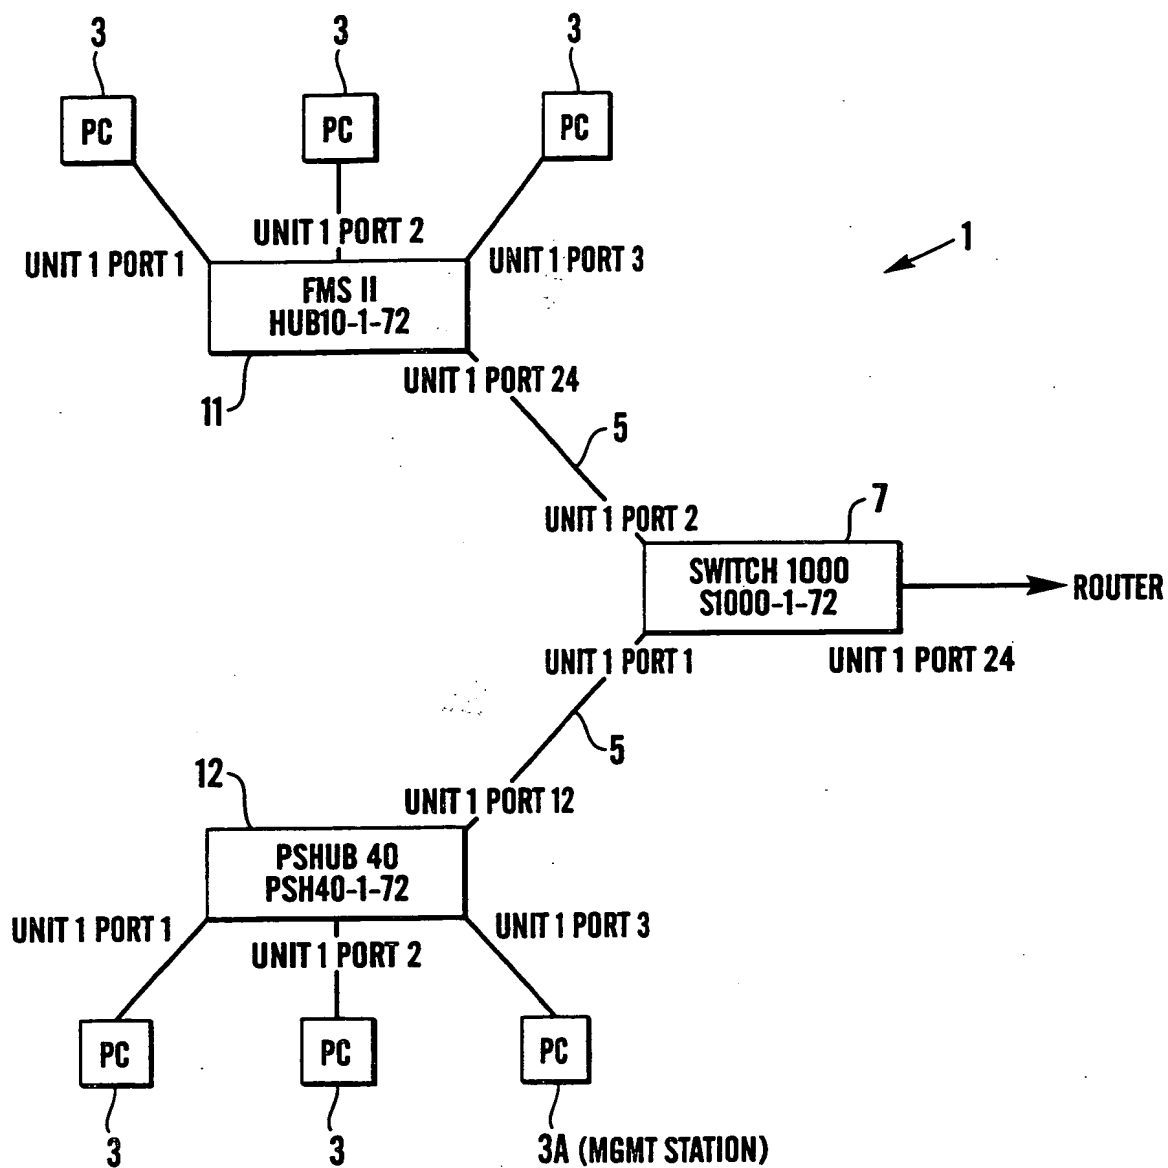 3
3
3
PC
PC
PC
UNIT 1 PORT 2
UNIT 1 PORT 1
UNIT 1 PORT 3
1
FMS II
HUB10-1-72
UNIT 1 PORT 24
11
5
7
UNIT 1 PORT 2
SWITCH 1000
S1000-1-72
ROUTER
UNIT 1 PORT 1
UNIT 1 PORT 24
5
12
UNIT 1 PORT 12
PSHUB 40
PSH40-1-72
UNIT 1 PORT 1
UNIT 1 PORT 3
UNIT 1 PORT 2
PC
PC
PC
3
3
3A (MGMT STATION)